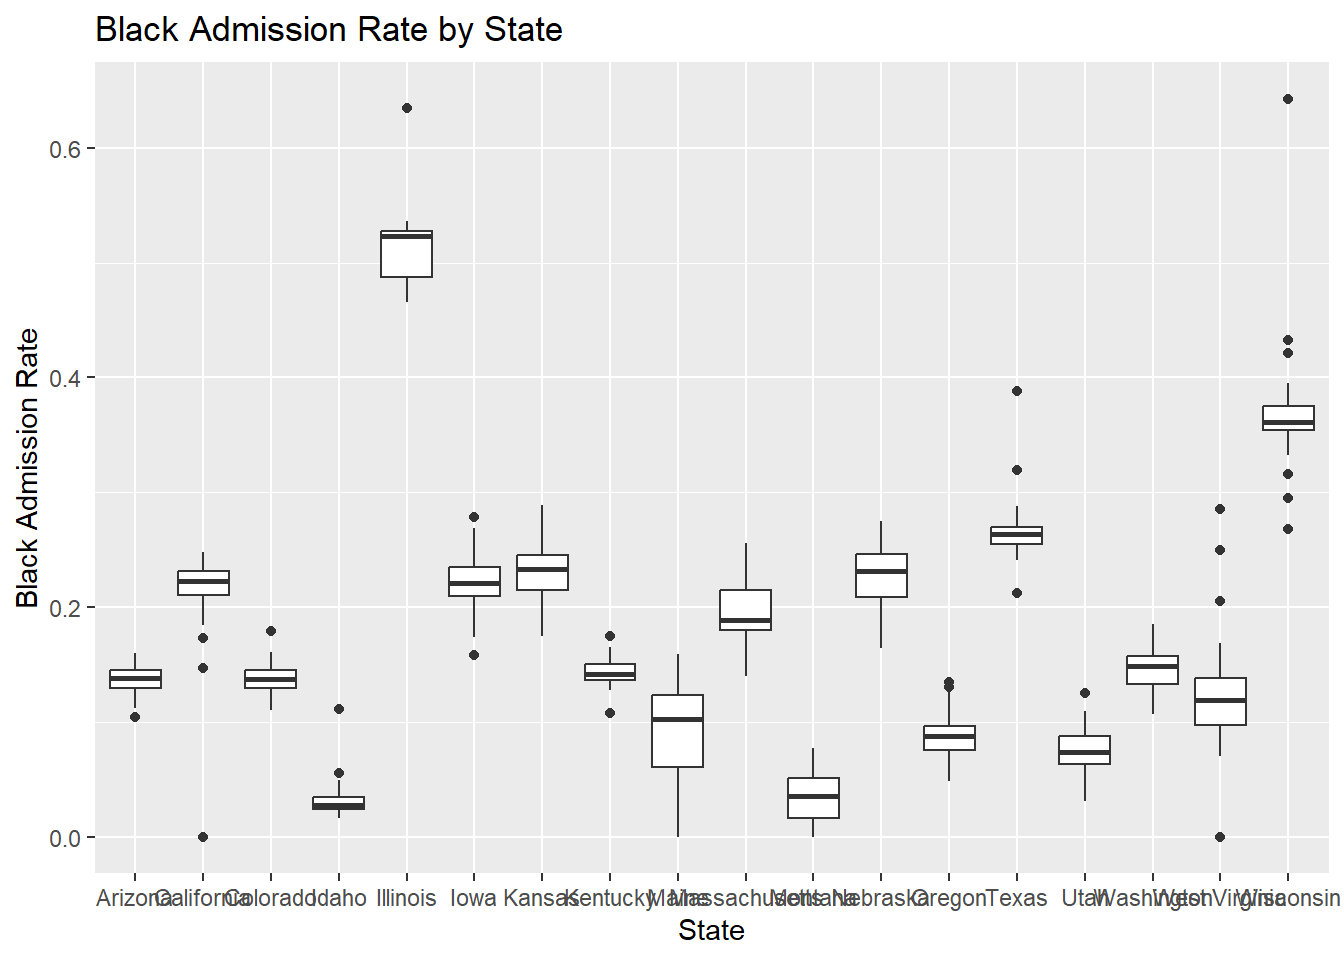 Black Admission Rate by State
0.6
0.4
0.2
0.0
Black Admission Rate
Arizona California Colorado Idaho Illinois Iowa Kansas Kentucky Maine Massachusetts Montana Nebraska Oregon Texas Utah Washington West Virginia Wisconsin
State